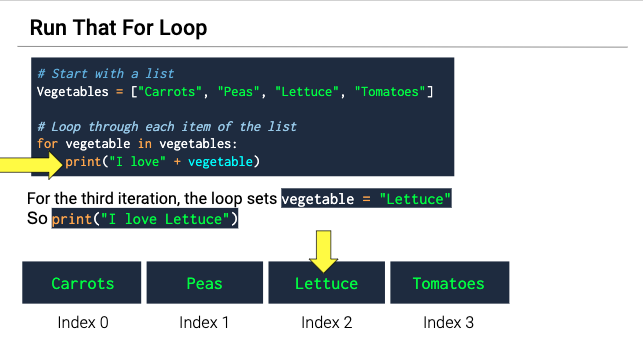 Run That For Loop
# Start with a list
Vegetables = ["Carrots", "Peas", "Lettuce", "Tomatoes"]
# Loop through each item of the list
for vegetable in vegetables:
print("I love" + vegetable)
For the third iteration, the loop sets vegetable = "Lettuce"
So print("I love Lettuce")
Carrots Peas Lettuce Tomatoes
Index 0 Index 1 Index 2 Index 3